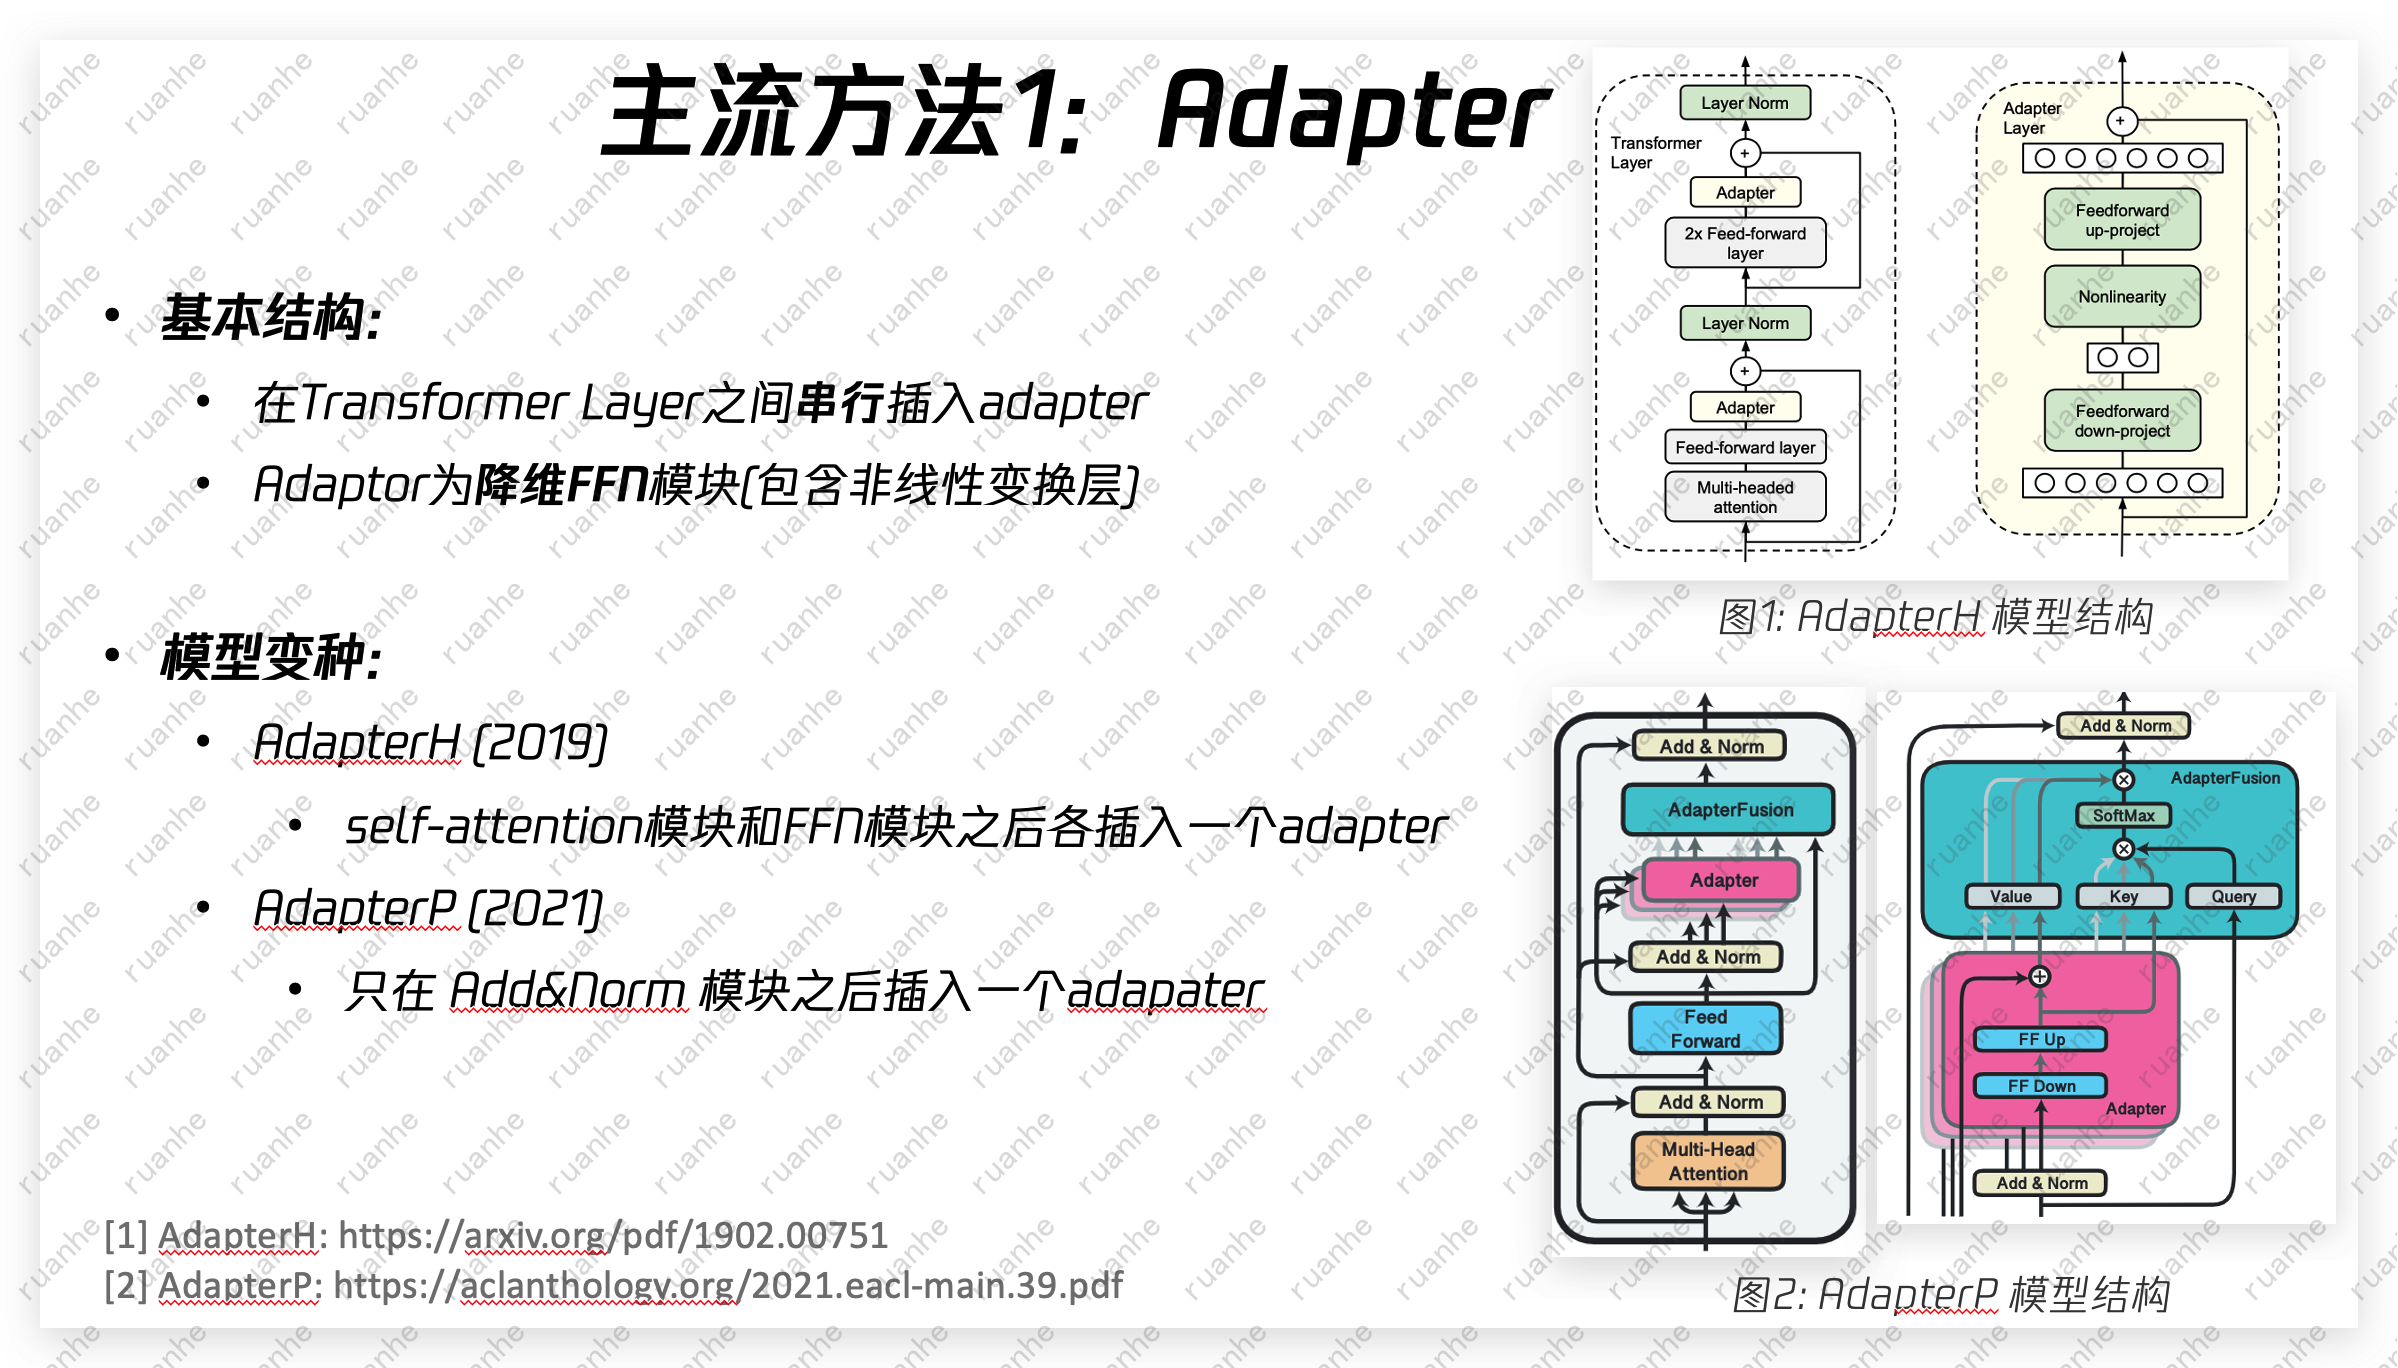 主流方法1: Adapter
基本结构:
在Transformer Layer之间串行插入adapter
Adaptor为降维FFN模块(包含非线性变换层)
模型变种:
AdapterH (2019)
self-attention模块和FFN模块之后各插入一个adapter
AdapterP (2021)
只在 Add&Norm 模块之后插入一个adapater
[1] AdapterH: https://arxiv.org/pdf/1902.00751
[2] AdapterP: https://aclanthology.org/2021.eacl-main.39.pdf
Layer Norm
Transformer
Layer
+
Adapter
2x Feed-forward
layer
Layer Norm
+
Adapter
Feed-forward layer
Multi-headed
attention
Adapter
Layer
+
Feedforward
up-project
Nonlinearity
Feedforward
down-project
图1: AdapterH 模型结构
Add & Norm
AdapterFusion
Adapter
Add & Norm
Feed
Forward
Add & Norm
Multi-Head
Attention
Add & Norm
AdapterFusion
SoftMax
Value
Key
Query
FF Up
FF Down
Adapter
Add & Norm
图2: AdapterP 模型结构
ruanhe